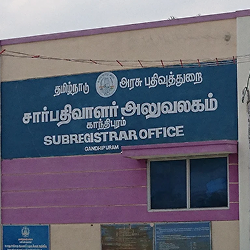 தமிழ்நாடு அரசு பதிவுத்துறை
சார்பதிவாளர் அலுவலகம்
காந்திபுரம்
SUBREGISTRAR OFFICE
GANDHIPURAM